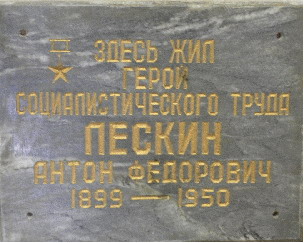 ЗДЕСЬ ЖИЛ
ГЕРОЙ
СОЦИАЛИСТИЧЕСКОГО ТРУДА
ПЕСКИН
АНТОН ФЕДОРОВИЧ
1899 — 1950